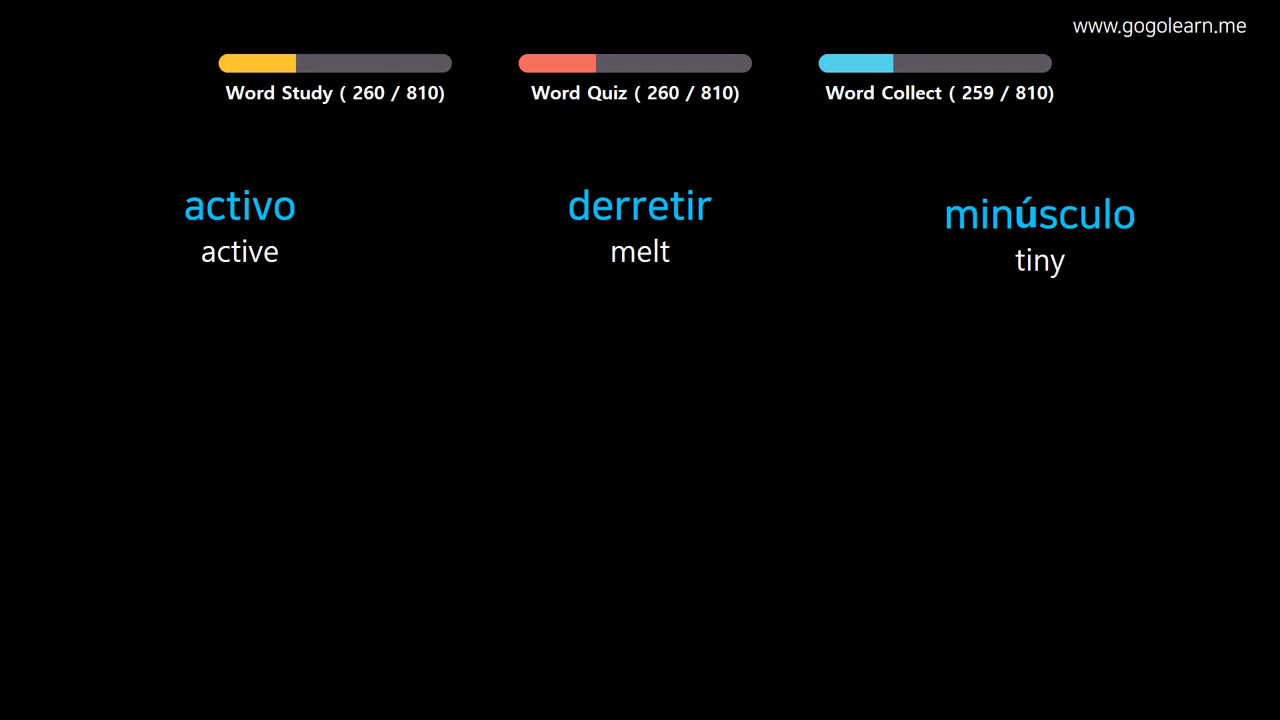 www.gogolearn.me
Word Study ( 260 / 810)
Word Quiz ( 260 / 810)
Word Collect ( 259 / 810)
activo
active
derretir
melt
minúsculo
tiny